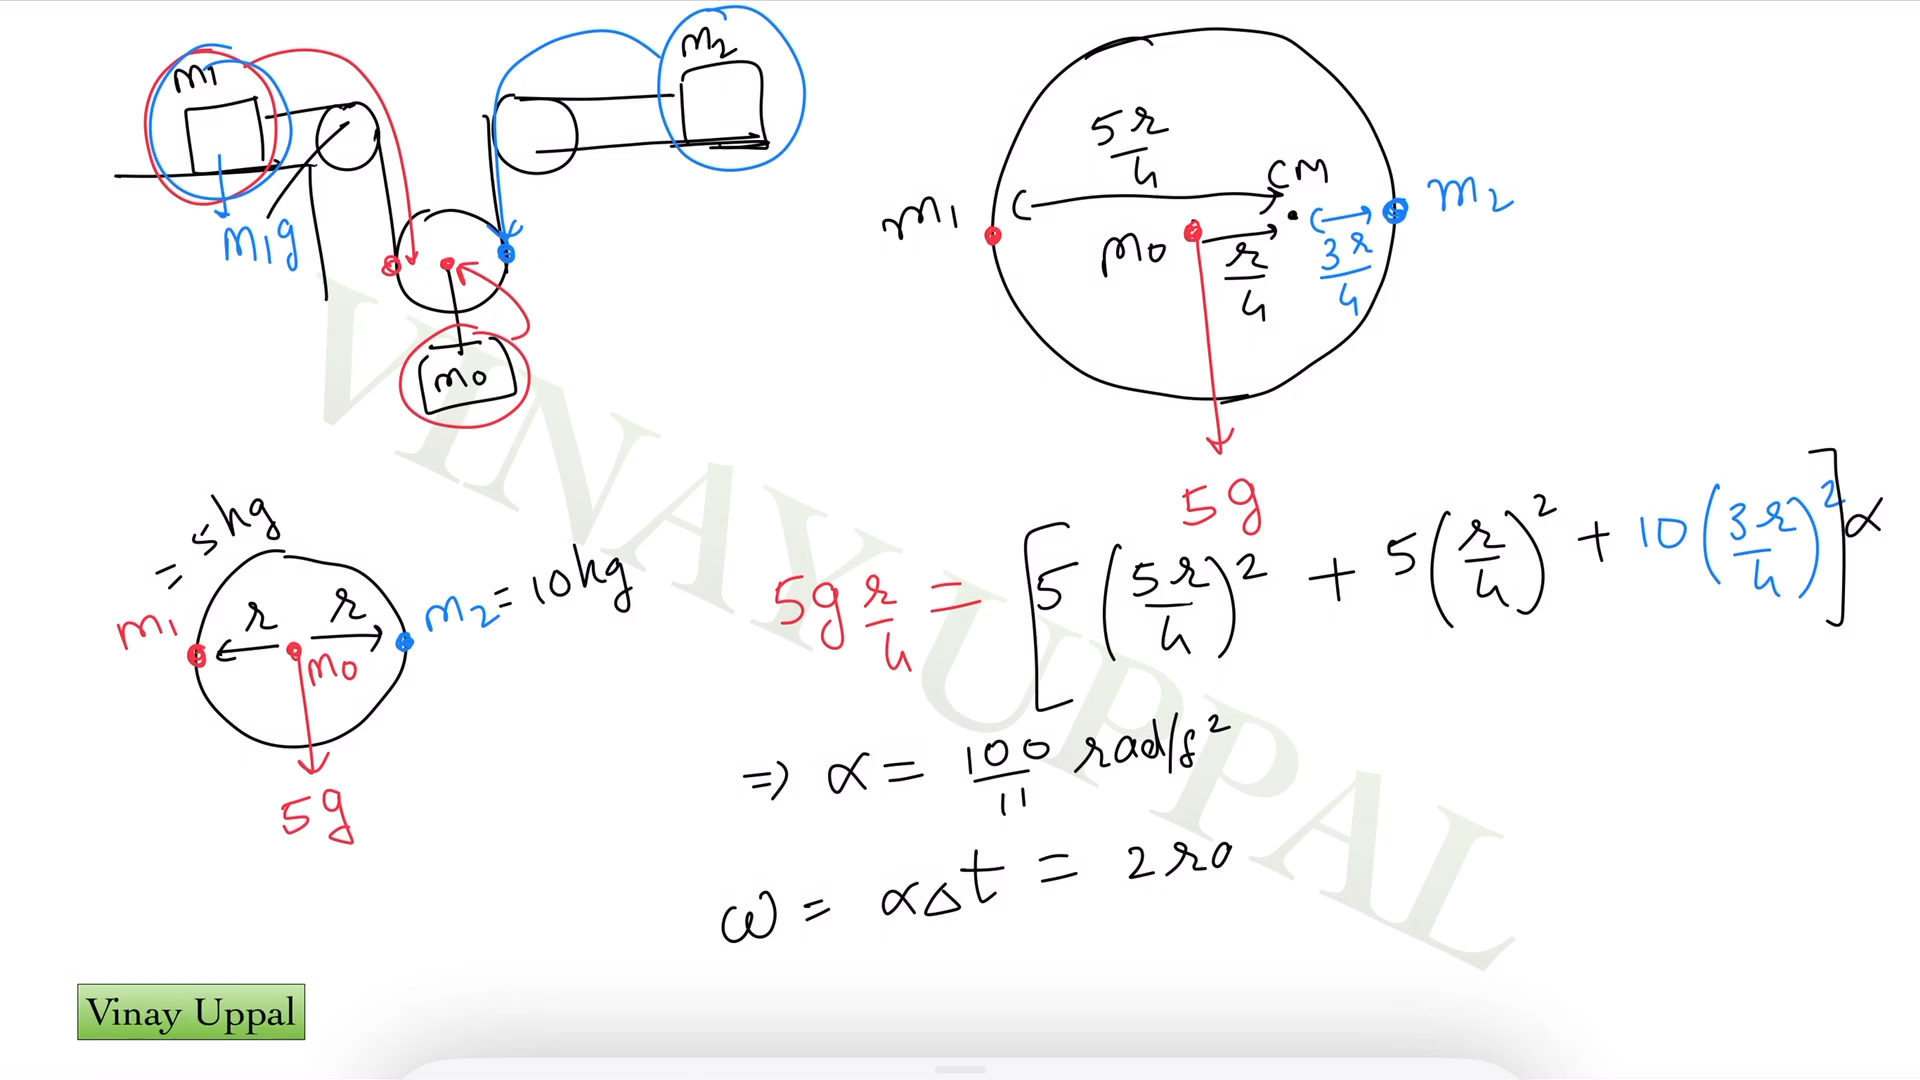 m1
m2
m1g
m0
5r/4
CM
m1
m0
r/4
3r/4
m2
5g
= 5kg
m1
r
r
m0
m2 = 10kg
5g
5g r/4 = [5 (5r/4)² + 5(r/4)² + 10(3r/4)²]α
⇒ α = 100/11 rad/s²
ω = αΔt = 2 ra
VINAY UPPAL
Vinay Uppal